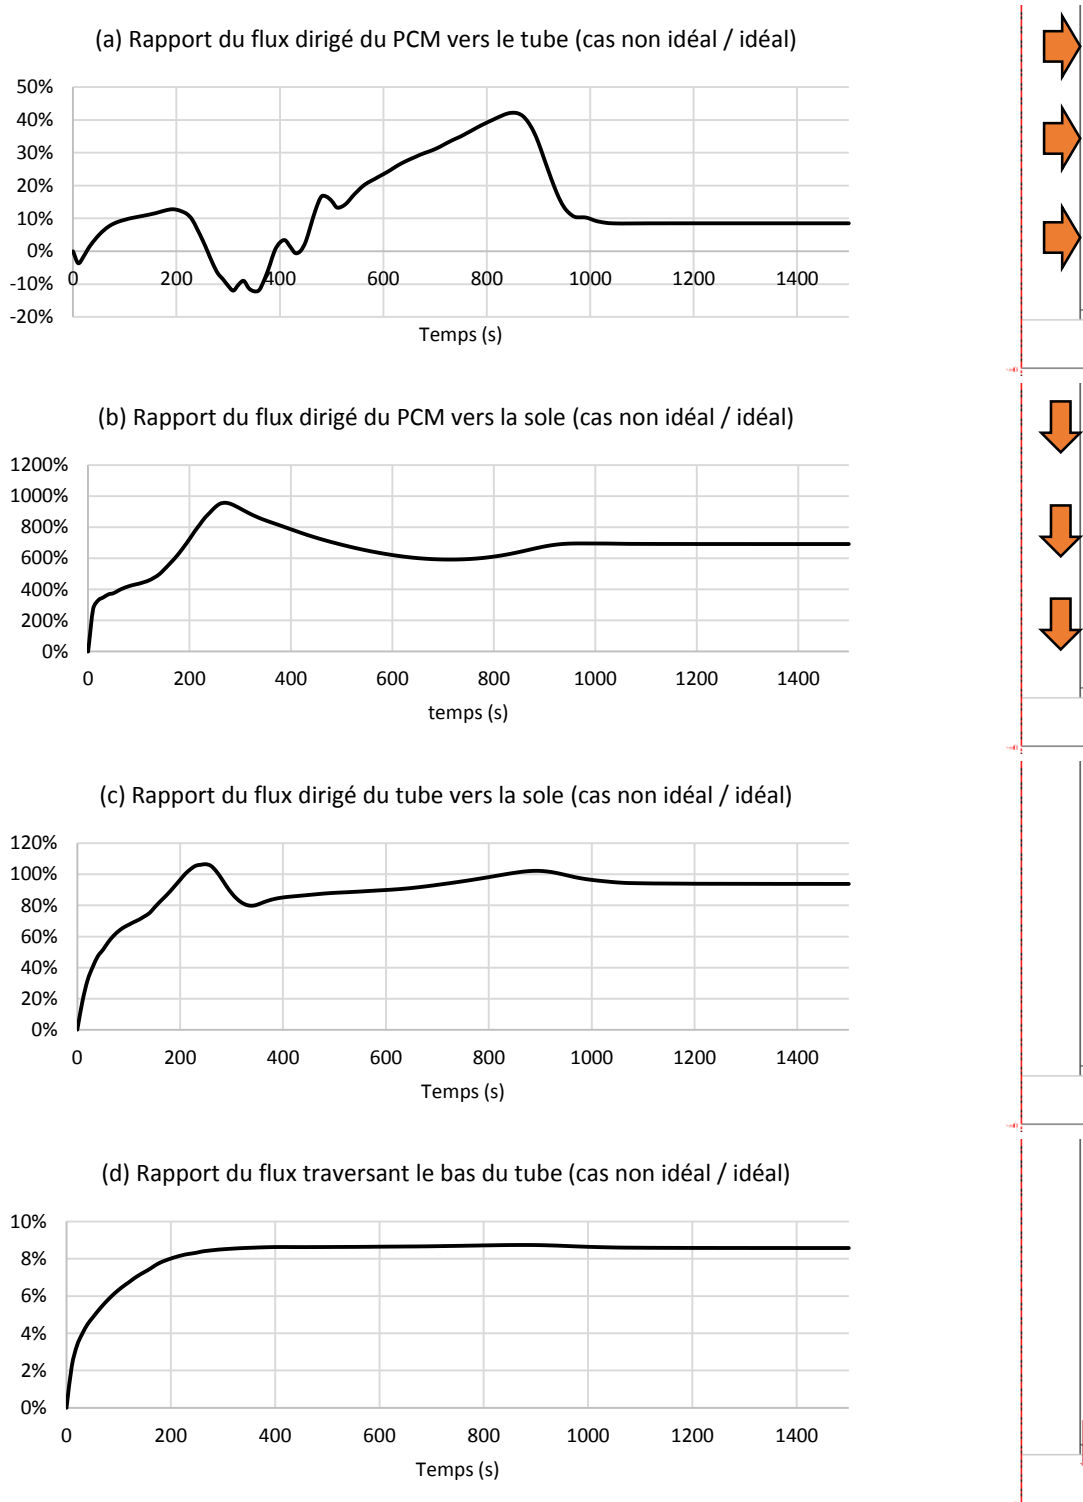 (a) Rapport du flux dirigé du PCM vers le tube (cas non idéal / idéal)
50%
40%
30%
20%
10%
0%
-10%
-20%
0 200 400 600 800 1000 1200 1400
Temps (s)
(b) Rapport du flux dirigé du PCM vers la sole (cas non idéal / idéal)
1200%
1000%
800%
600%
400%
200%
0%
0 200 400 600 800 1000 1200 1400
temps (s)
(c) Rapport du flux dirigé du tube vers la sole (cas non idéal / idéal)
120%
100%
80%
60%
40%
20%
0%
0 200 400 600 800 1000 1200 1400
Temps (s)
(d) Rapport du flux traversant le bas du tube (cas non idéal / idéal)
10%
8%
6%
4%
2%
0%
0 200 400 600 800 1000 1200 1400
Temps (s)